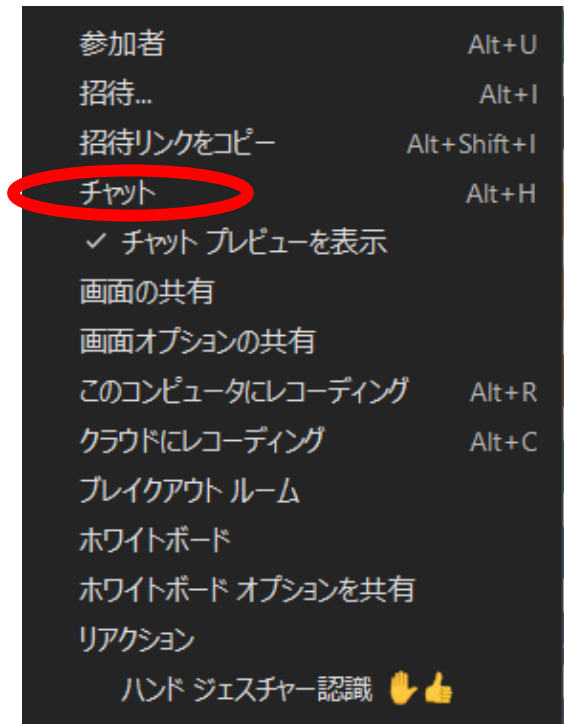 参加者 Alt+U
招待... Alt+I
招待リンクをコピー Alt+Shift+I
チャット Alt+H
✓ チャット プレビューを表示
画面の共有
画面オプションの共有
このコンピュータにレコーディング Alt+R
クラウドにレコーディング Alt+C
ブレイクアウト ルーム
ホワイトボード
ホワイトボード オプションを共有
リアクション
ハンド ジェスチャー認識 ✋👍